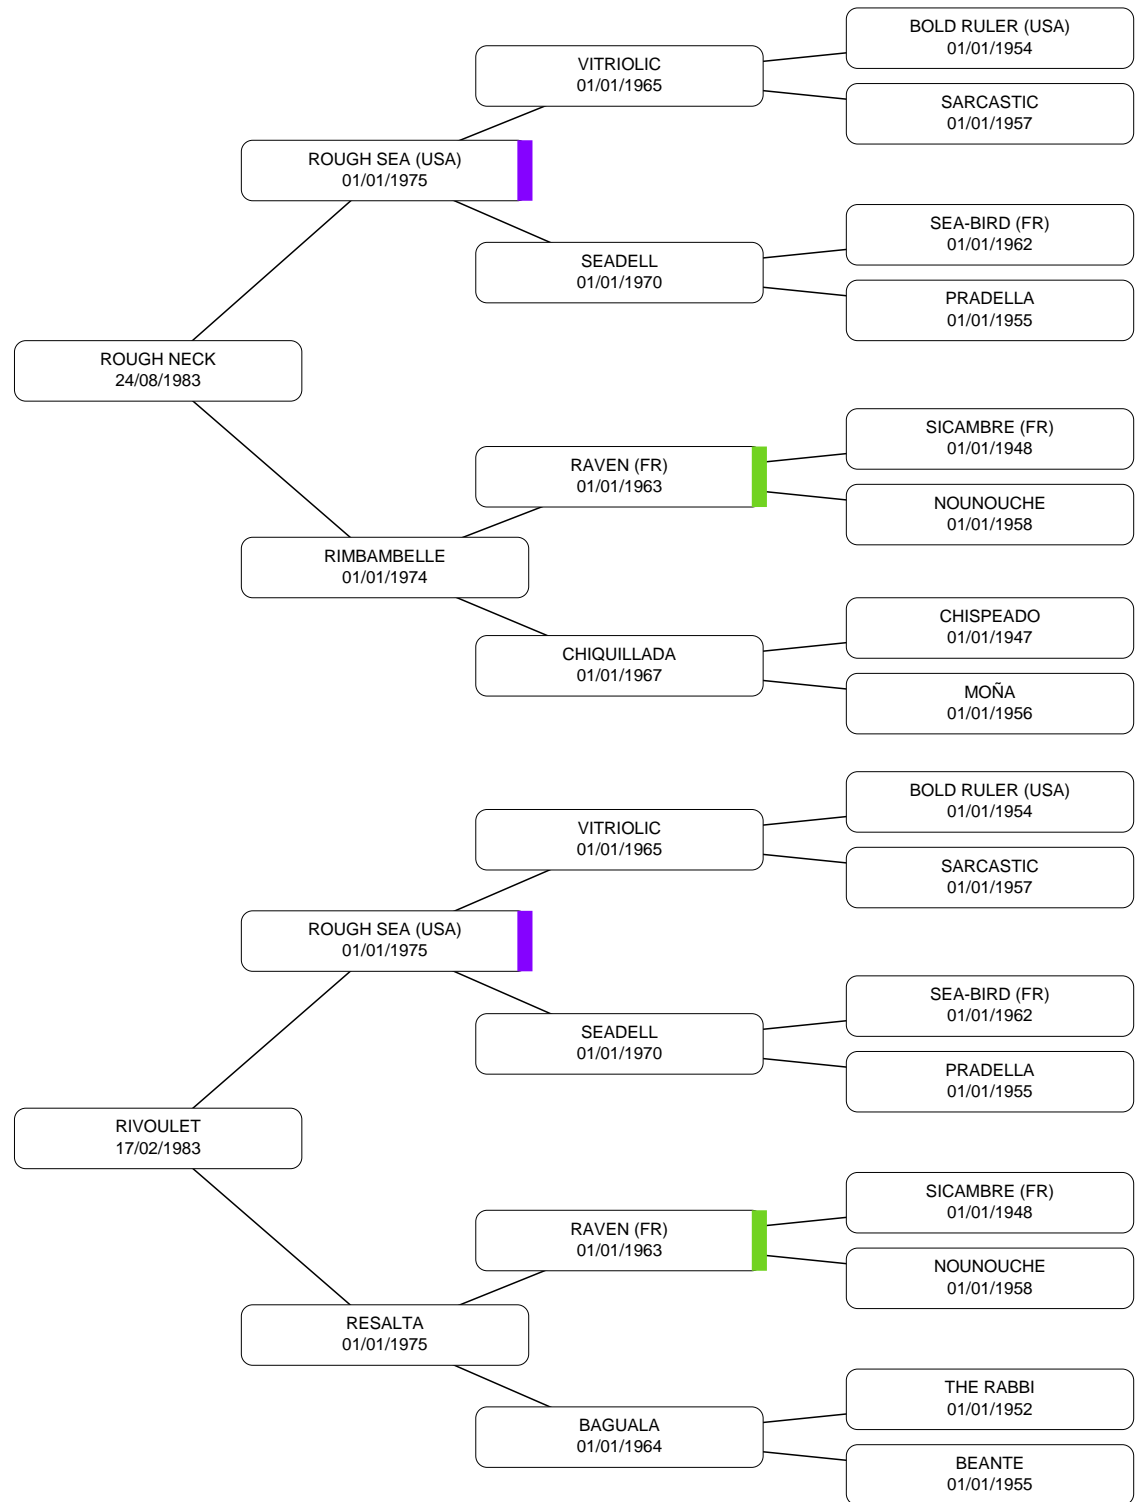 BOLD RULER (USA)
01/01/1954
VITRIOLIC
01/01/1965
SARCASTIC
01/01/1957
ROUGH SEA (USA)
01/01/1975
SEA-BIRD (FR)
01/01/1962
SEADELL
01/01/1970
PRADELLA
01/01/1955
ROUGH NECK
24/08/1983
SICAMBRE (FR)
01/01/1948
RAVEN (FR)
01/01/1963
NOUNOUCHE
01/01/1958
RIMBAMBELLE
01/01/1974
CHISPEADO
01/01/1947
CHIQUILLADA
01/01/1967
MOÑA
01/01/1956
BOLD RULER (USA)
01/01/1954
VITRIOLIC
01/01/1965
SARCASTIC
01/01/1957
ROUGH SEA (USA)
01/01/1975
SEA-BIRD (FR)
01/01/1962
SEADELL
01/01/1970
PRADELLA
01/01/1955
RIVOULET
17/02/1983
SICAMBRE (FR)
01/01/1948
RAVEN (FR)
01/01/1963
NOUNOUCHE
01/01/1958
RESALTA
01/01/1975
THE RABBI
01/01/1952
BAGUALA
01/01/1964
BEANTE
01/01/1955